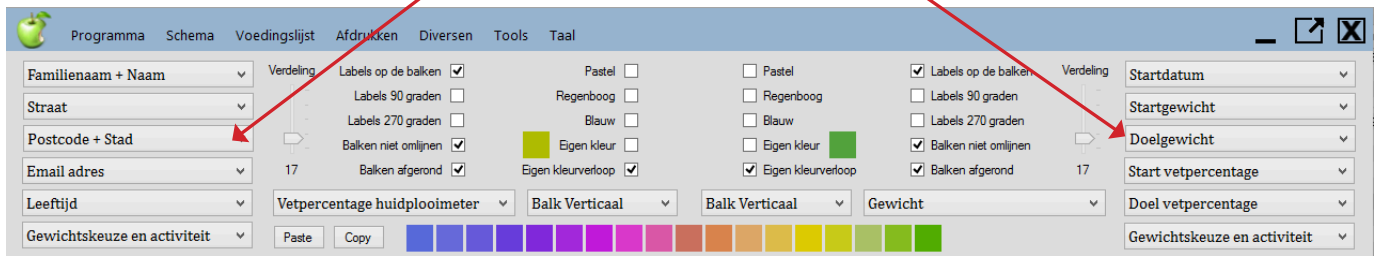 Programma Schema Voedingslijst Afdrukken Diversen Tools Taal
Familienaam + Naam Verdeling Labels op de balken Pastel Pastel Labels op de balken Verdeling Startdatum
Straat Labels 90 graden Regenboog Regenboog Labels 90 graden Startgewicht
Postcode + Stad Labels 270 graden Blauw Blauw Labels 270 graden Doelgewicht
Balken niet omlijnen Eigen kleur Eigen kleur Balken niet omlijnen
Email adres 17 Balken afgerond Eigen kleurverloop Eigen kleurverloop Balken afgerond 17 Start vetpercentage
Leeftijd Vetpercentage huidplooimeter Balk Verticaal Balk Verticaal Gewicht Doel vetpercentage
Gewichtskeuze en activiteit Paste Copy Gewichtskeuze en activiteit